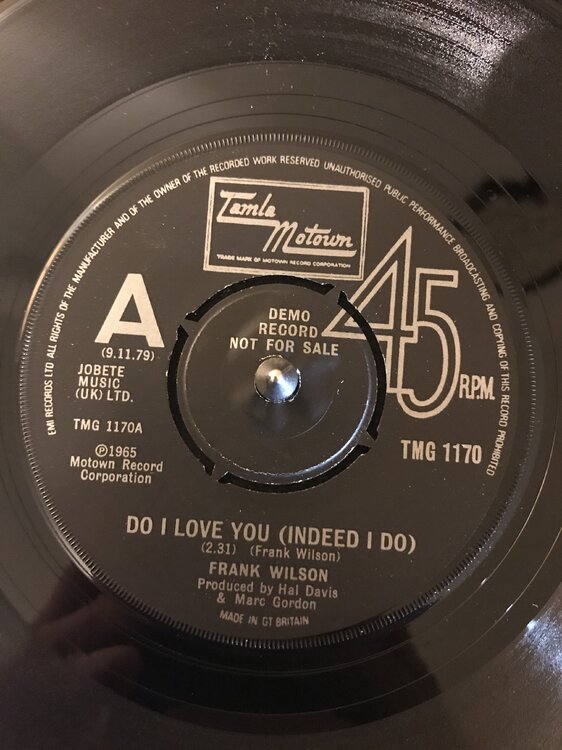 EMI RECORDS LTD ALL RIGHTS OF THE MANUFACTURER AND OF THE OWNER OF THE RECORDED WORK RESERVED UNAUTHORISED PUBLIC PERFORMANCE BROADCASTING AND COPYING OF THIS RECORD PROHIBITED
Tamla
Motown
TRADE MARK OF MOTOWN RECORD CORPORATION
A
(9.11.79)
JOBETE
MUSIC
(UK) LTD.
TMG 1170A
Ⓟ1965
Motown Record
Corporation
DEMO
RECORD
NOT FOR SALE
45
R.P.M.
TMG 1170
DO I LOVE YOU (INDEED I DO)
(2.31) (Frank Wilson)
FRANK WILSON
Produced by Hal Davis
& Marc Gordon
MADE IN GT BRITAIN